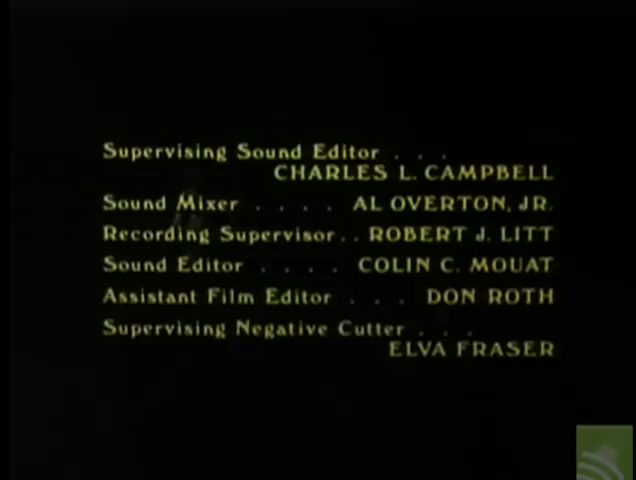 Supervising Sound Editor . . .
CHARLES L. CAMPBELL
Sound Mixer . . . . AL OVERTON, JR.
Recording Supervisor . . ROBERT J. LITT
Sound Editor . . . . COLIN C. MOUAT
Assistant Film Editor . . . DON ROTH
Supervising Negative Cutter . . .
ELVA FRASER